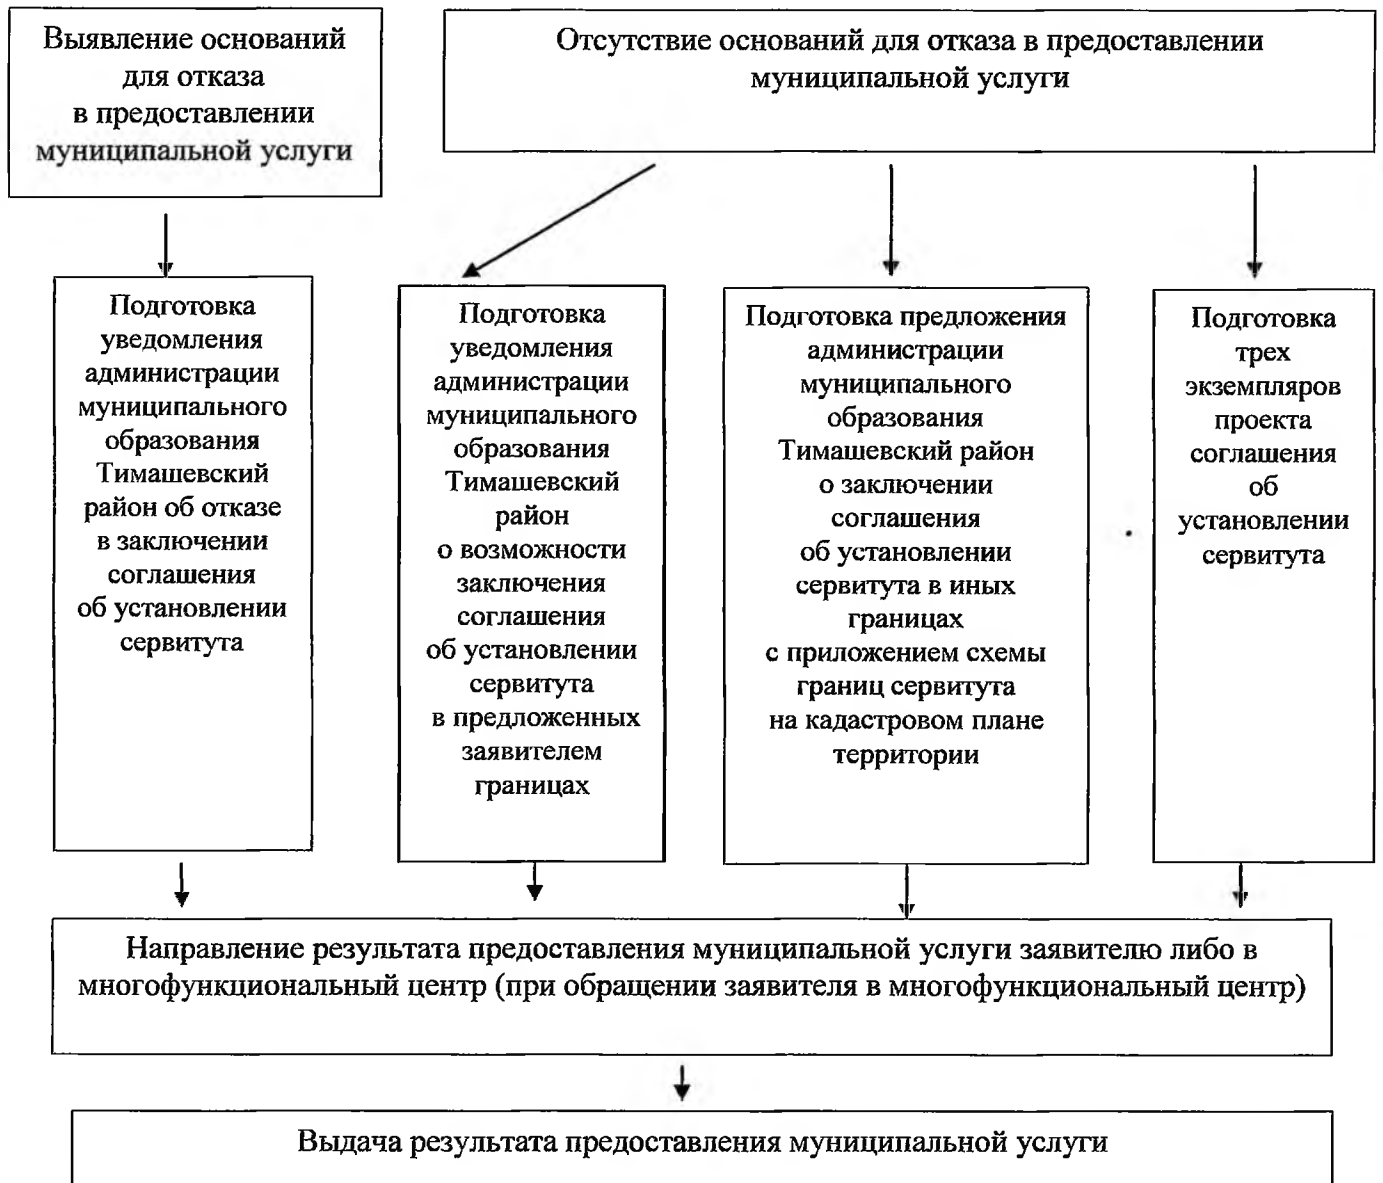 Выявление оснований
для отказа
в предоставлении
муниципальной услуги
Отсутствие оснований для отказа в предоставлении
муниципальной услуги
Подготовка
уведомления
администрации
муниципального
образования
Тимашевский
район об отказе
в заключении
соглашения
об установлении
сервитута
Подготовка
уведомления
администрации
муниципального
образования
Тимашевский
район
о возможности
заключения
соглашения
об установлении
сервитута
в предложенных
заявителем
границах
Подготовка предложения
администрации
муниципального
образования
Тимашевский район
о заключении
соглашения
об установлении
сервитута в иных
границах
с приложением схемы
границ сервитута
на кадастровом плане
территории
Подготовка
трех
экземпляров
проекта
соглашения
об
установлении
сервитута
Направление результата предоставления муниципальной услуги заявителю либо в
многофункциональный центр (при обращении заявителя в многофункциональный центр)
Выдача результата предоставления муниципальной услуги